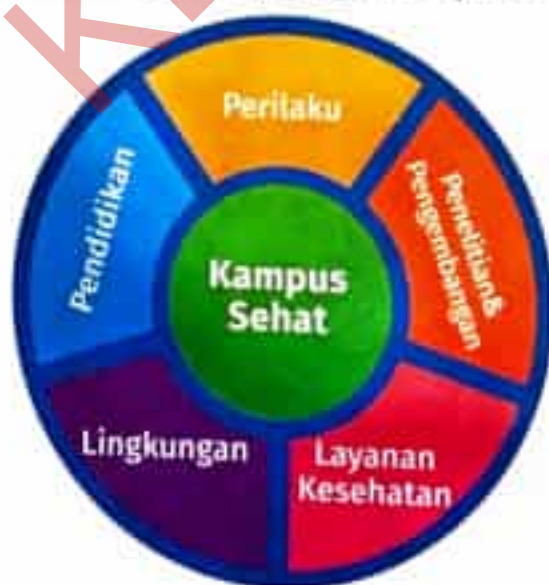 Perilaku
Penelitian&
Pengembangan
Layanan
Kesehatan
Lingkungan
Pendidikan
Kampus
Sehat